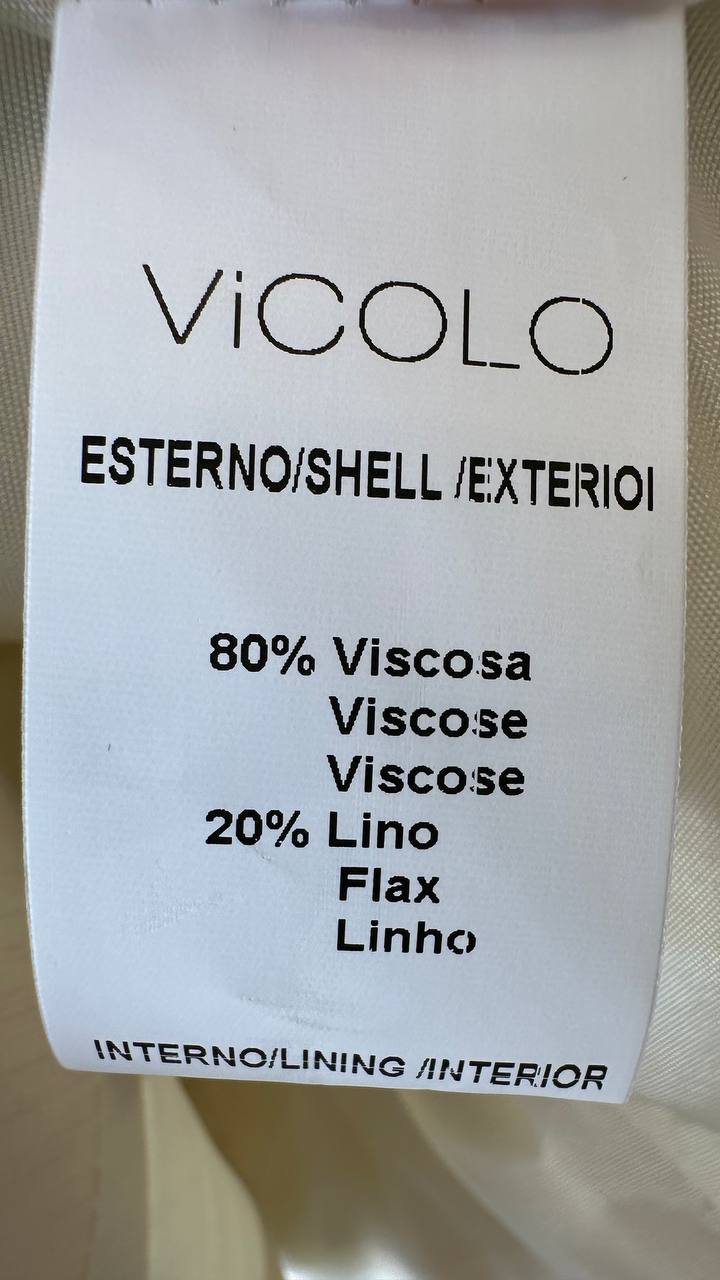 ViCOLO
ESTERNO/SHELL /EXTERIOI
80% Viscosa
Viscose
Viscose
20% Lino
Flax
Linho
INTERNO/LINING /INTERIOR